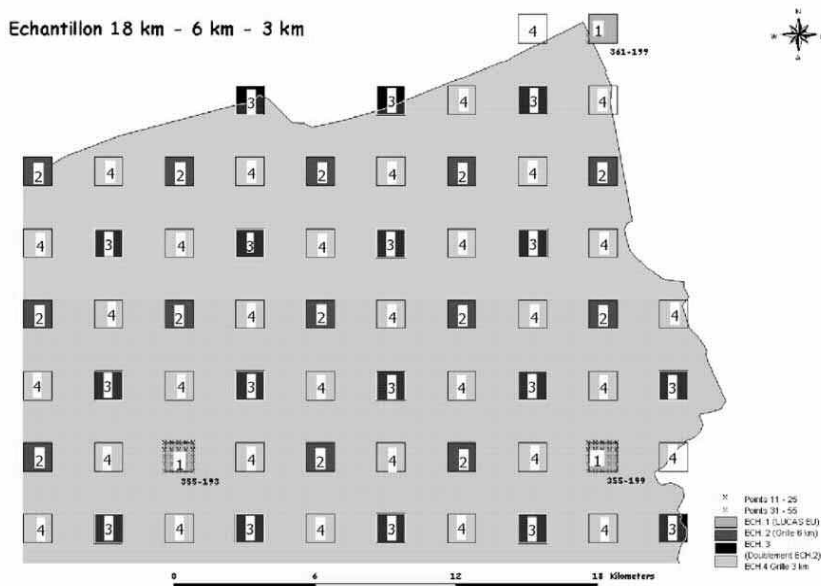 Echantillon 18 km - 6 km - 3 km
N
W
4 1
361-199
3 3 4 3 4
2 4 2 4 2 4 2 4 2
4 3 4 3 4 3 4 3 4
2 4 2 4 2 4 2 4 2 4
4 3 4 3 4 3 4 3 4 3
2 4 1 4 2 4 2 4 1 4
355-193 355-199
4 3 4 3 4 3 4 3 4 3
Points 11 - 25
Points 31 - 55
ECH. 1 (LUCAS EU)
ECH. 2 (Grille 6 km)
ECH. 3
(Doublement ECH.2)
ECH.4 Grille 3 km
0 6 12 18 Kilometers